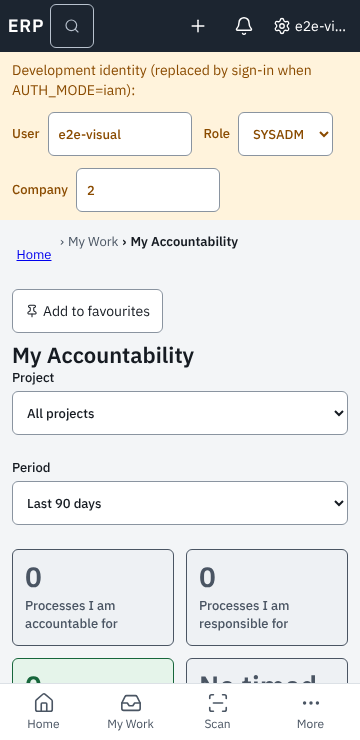 ERP
e2e-vi...
Development identity (replaced by sign-in when
AUTH_MODE=iam):
User e2e-visual Role SYSADM
Company 2
Home › My Work › My Accountability
Add to favourites
My Accountability
Project
All projects
Period
Last 90 days
0
Processes I am
accountable for
0
Processes I am
responsible for
Home My Work Scan More